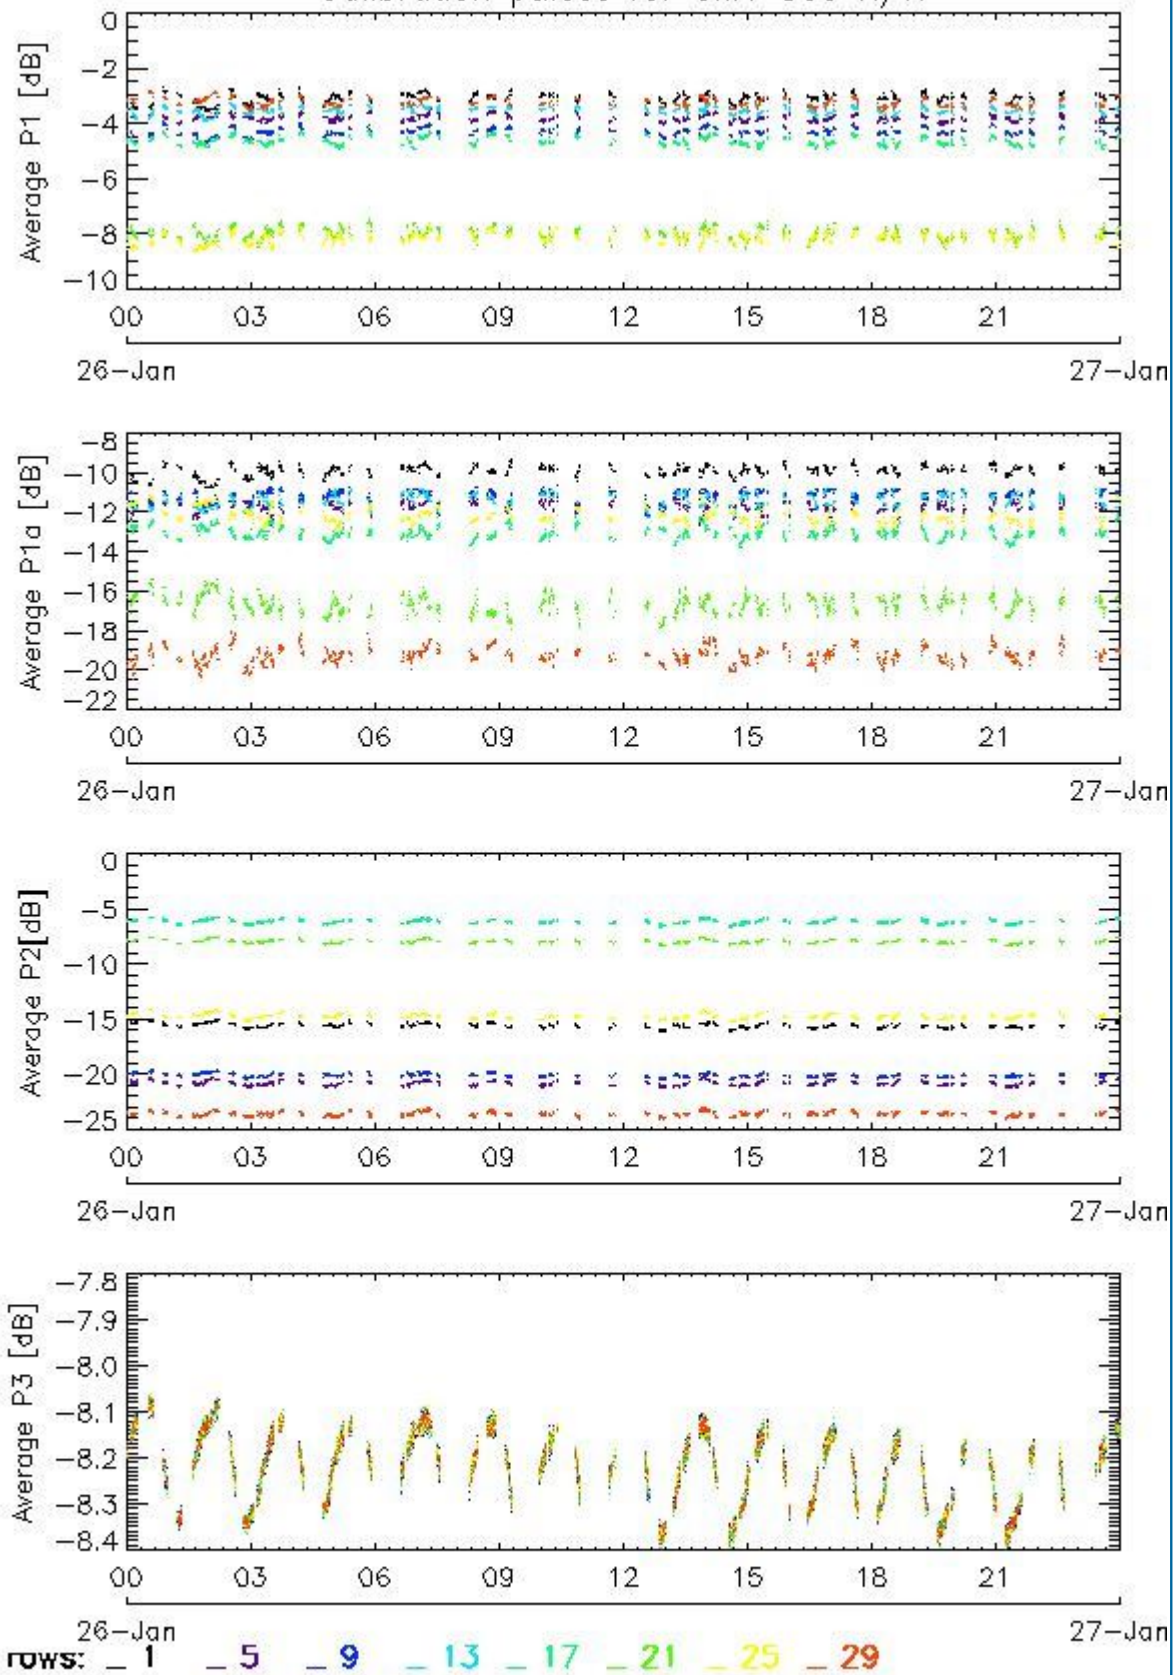 0
−2
−4
−6
−8
−10
Average P1 [dB]
00 03 06 09 12 15 18 21
26−Jan 27−Jan
−8
−10
−12
−14
−16
−18
−20
−22
Average P1a [dB]
00 03 06 09 12 15 18 21
26−Jan 27−Jan
0
−5
−10
−15
−20
−25
Average P2[dB]
00 03 06 09 12 15 18 21
26−Jan 27−Jan
−7.8
−7.9
−8.0
−8.1
−8.2
−8.3
−8.4
Average P3 [dB]
00 03 06 09 12 15 18 21
26−Jan 27−Jan
rows: _ 1 _ 5 _ 9 _ 13 _ 17 _ 21 _ 25 _ 29